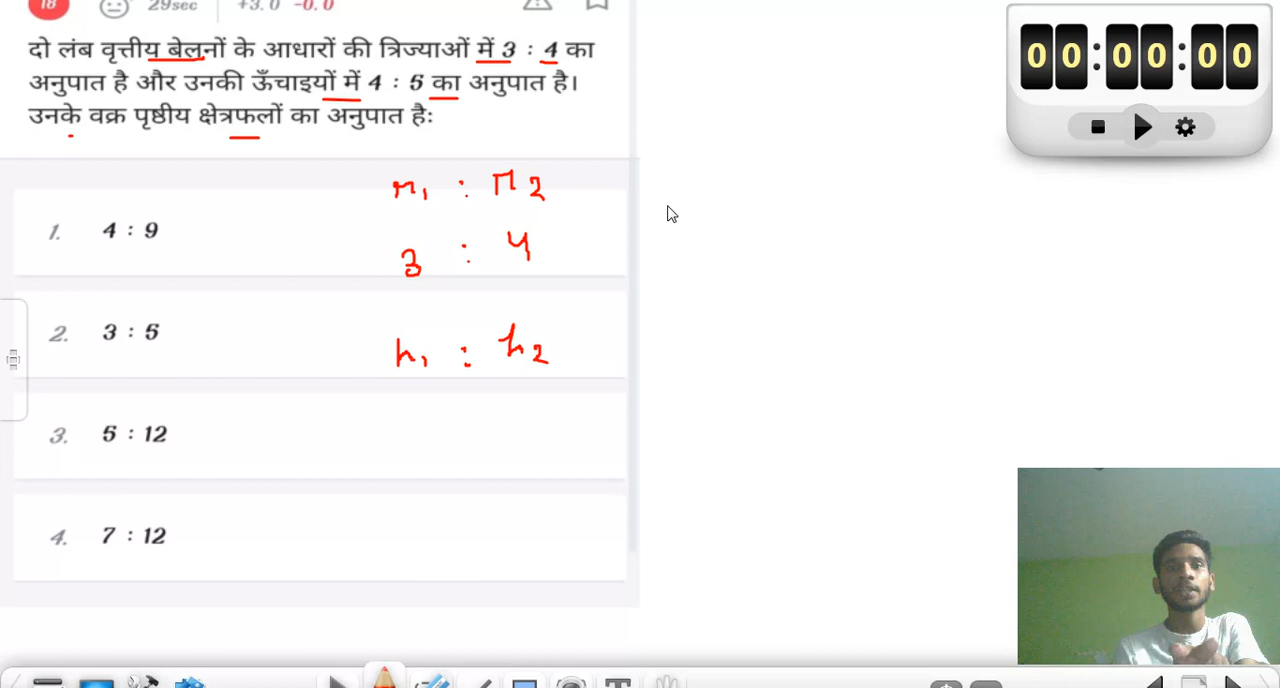 18 29sec +3.0 -0.0
दो लंब वृत्तीय बेलनों के आधारों की त्रिज्याओं में 3 : 4 का
अनुपात है और उनकी ऊँचाइयों में 4 : 5 का अनुपात है।
उनके वक्र पृष्ठीय क्षेत्रफलों का अनुपात है:
00:00:00
r₁ : r₂
1. 4 : 9
3 : 4
2. 3 : 5
h₁ : h₂
3. 5 : 12
4. 7 : 12